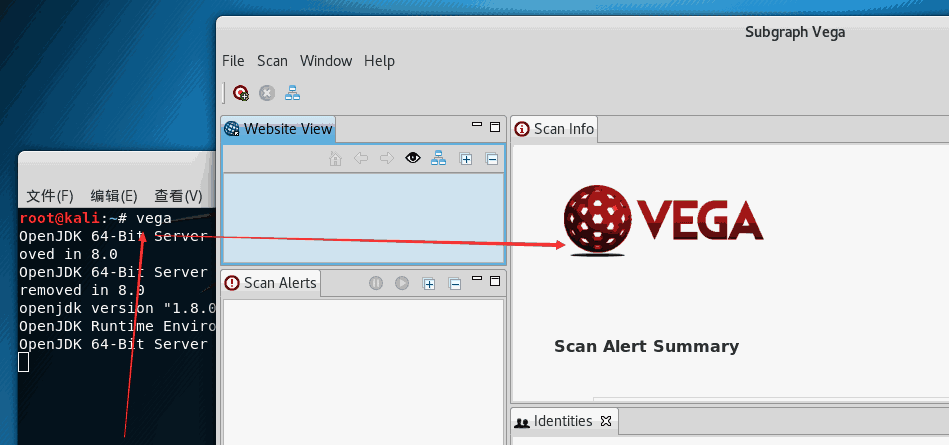 Subgraph Vega
File Scan Window Help
Website View
Scan Info
VEGA
Scan Alert Summary
Scan Alerts
Identities
文件(F) 编辑(E) 查看(V)
root@kali:~# vega
OpenJDK 64-Bit Server
oved in 8.0
OpenJDK 64-Bit Server
removed in 8.0
openjdk version "1.8.0
OpenJDK Runtime Enviro
OpenJDK 64-Bit Server